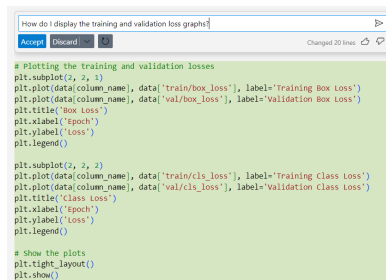 How do I display the training and validation loss graphs?
Accept Discard Changed 20 lines
# Plotting the training and validation losses
plt.subplot(2, 2, 1)
plt.plot(data[column_name], data['train/box_loss'], label='Training Box Loss')
plt.plot(data[column_name], data['val/box_loss'], label='Validation Box Loss')
plt.title('Box Loss')
plt.xlabel('Epoch')
plt.ylabel('Loss')
plt.legend()
plt.subplot(2, 2, 2)
plt.plot(data[column_name], data['train/cls_loss'], label='Training Class Loss')
plt.plot(data[column_name], data['val/cls_loss'], label='Validation Class Loss')
plt.title('Class Loss')
plt.xlabel('Epoch')
plt.ylabel('Loss')
plt.legend()
# Show the plots
plt.tight_layout()
plt.show()